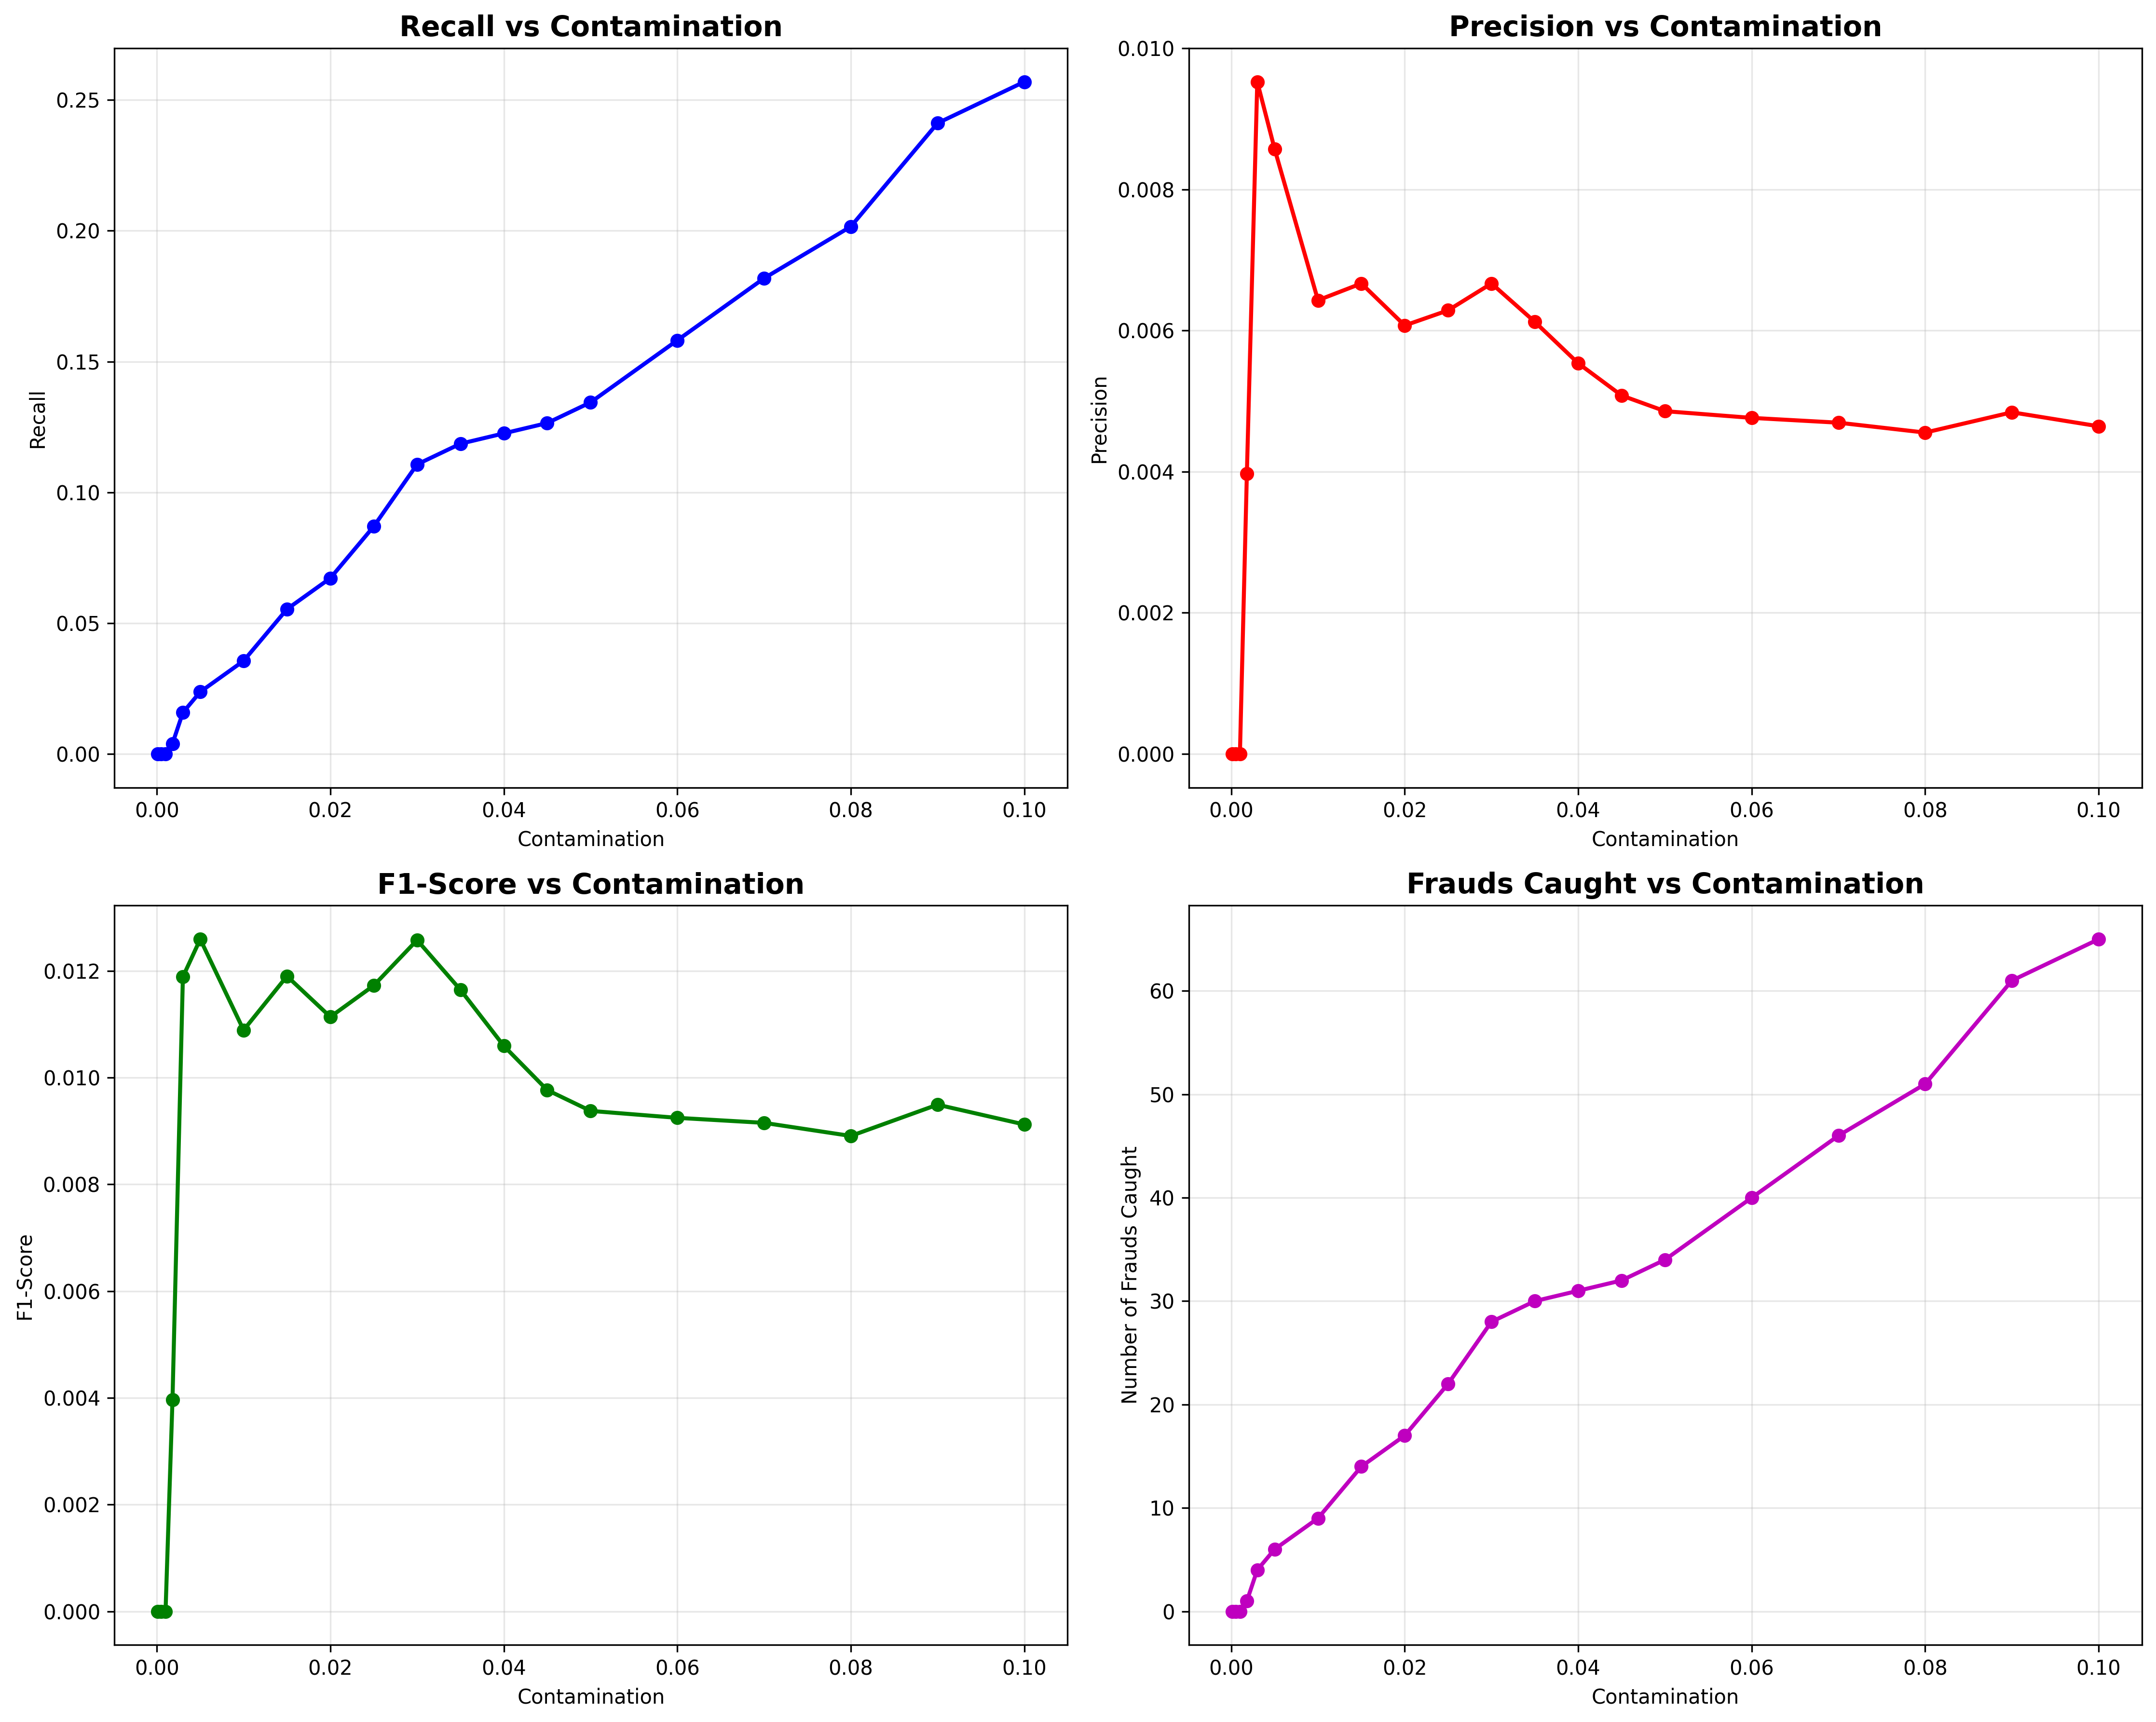 Recall vs Contamination
Recall
0.25
0.20
0.15
0.10
0.05
0.00
0.00 0.02 0.04 0.06 0.08 0.10
Contamination
Precision vs Contamination
Precision
0.010
0.008
0.006
0.004
0.002
0.000
0.00 0.02 0.04 0.06 0.08 0.10
Contamination
F1-Score vs Contamination
F1-Score
0.012
0.010
0.008
0.006
0.004
0.002
0.000
0.00 0.02 0.04 0.06 0.08 0.10
Contamination
Frauds Caught vs Contamination
Number of Frauds Caught
60
50
40
30
20
10
0
0.00 0.02 0.04 0.06 0.08 0.10
Contamination